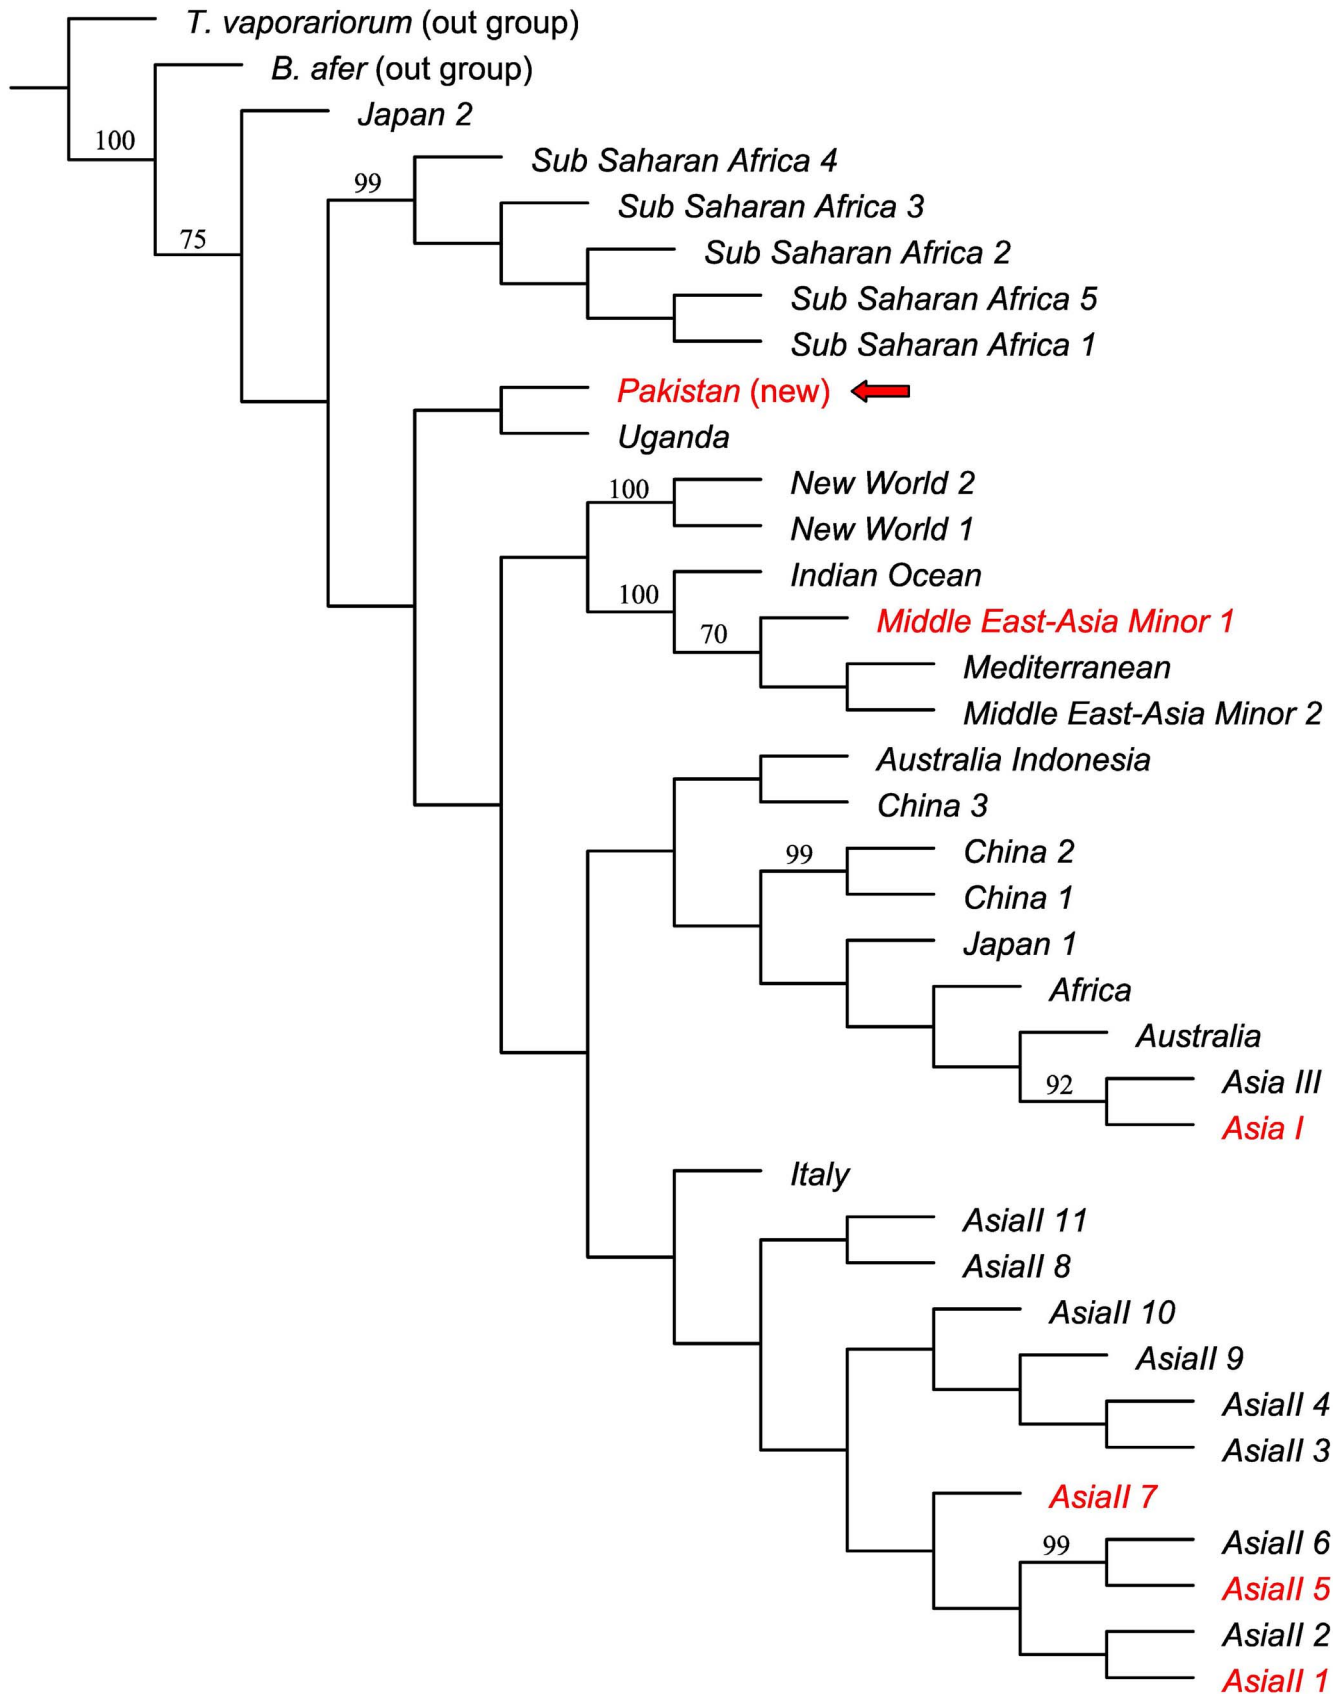 T. vaporariorum (out group)
B. afer (out group)
Japan 2
100
Sub Saharan Africa 4
99
Sub Saharan Africa 3
75
Sub Saharan Africa 2
Sub Saharan Africa 5
Sub Saharan Africa 1
Pakistan (new)
Uganda
New World 2
100
New World 1
Indian Ocean
100
Middle East-Asia Minor 1
70
Mediterranean
Middle East-Asia Minor 2
Australia Indonesia
China 3
China 2
99
China 1
Japan 1
Africa
Australia
Asia III
92
Asia I
Italy
AsiaII 11
AsiaII 8
AsiaII 10
AsiaII 9
AsiaII 4
AsiaII 3
AsiaII 7
AsiaII 6
99
AsiaII 5
AsiaII 2
AsiaII 1